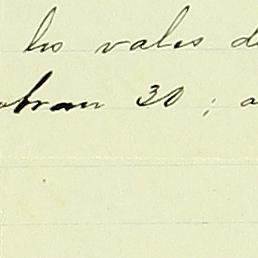 los vales d
obran 30; a